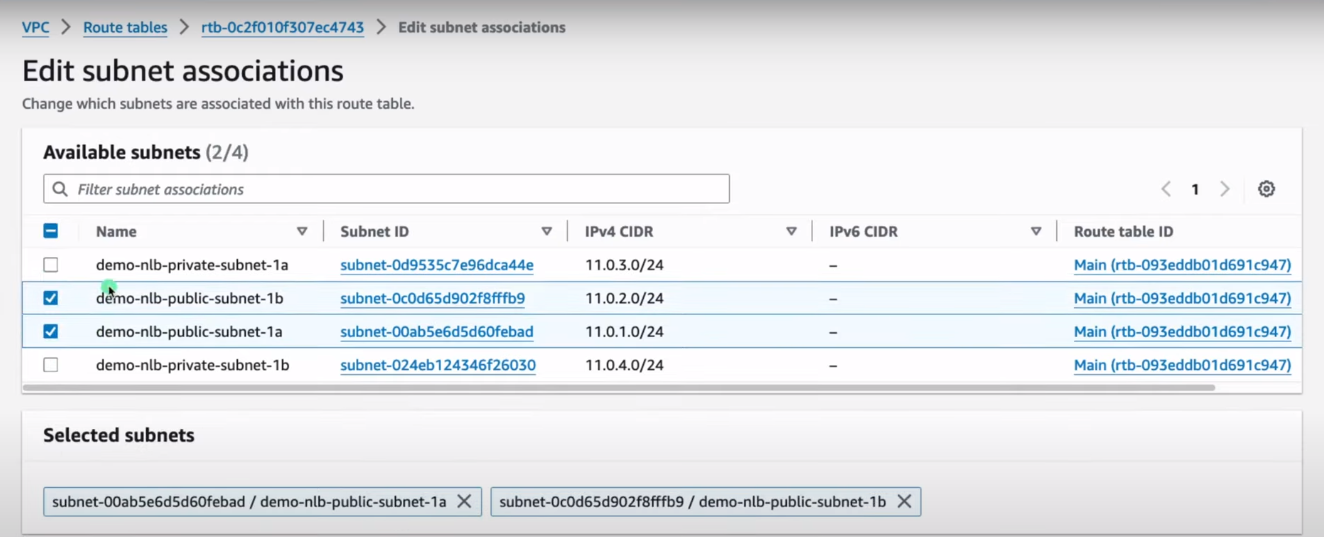 VPC > Route tables > rtb-0c2f010f307ec4743 > Edit subnet associations
Edit subnet associations
Change which subnets are associated with this route table.
Available subnets (2/4)
Filter subnet associations
1
Name Subnet ID IPv4 CIDR IPv6 CIDR Route table ID
demo-nlb-private-subnet-1a subnet-0d9535c7e96dca44e 11.0.3.0/24 – Main (rtb-093eddb01d691c947)
demo-nlb-public-subnet-1b subnet-0c0d65d902f8fffb9 11.0.2.0/24 – Main (rtb-093eddb01d691c947)
demo-nlb-public-subnet-1a subnet-00ab5e6d5d60febad 11.0.1.0/24 – Main (rtb-093eddb01d691c947)
demo-nlb-private-subnet-1b subnet-024eb124346f26030 11.0.4.0/24 – Main (rtb-093eddb01d691c947)
Selected subnets
subnet-00ab5e6d5d60febad / demo-nlb-public-subnet-1a subnet-0c0d65d902f8fffb9 / demo-nlb-public-subnet-1b